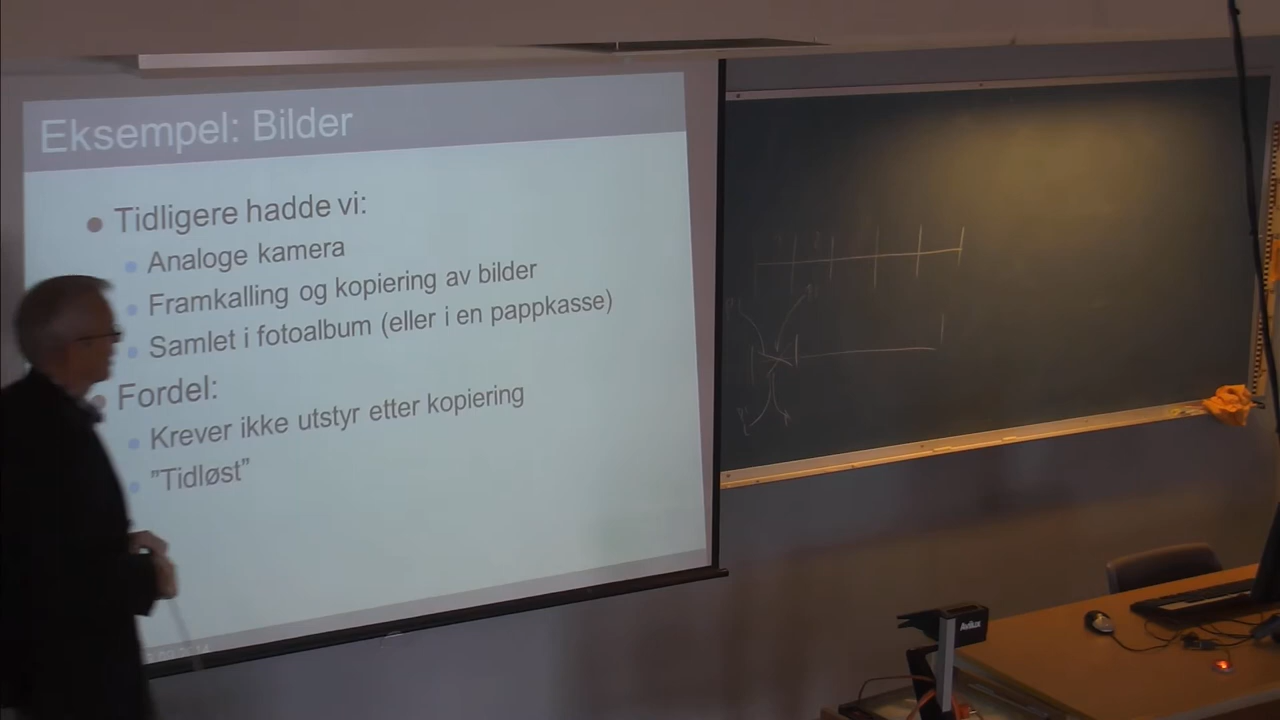 Eksempel: Bilder
Tidligere hadde vi:
Analoge kamera
Framkalling og kopiering av bilder
Samlet i fotoalbum (eller i en pappkasse)
Fordel:
Krever ikke utstyr etter kopiering
”Tidløst”
Avilux